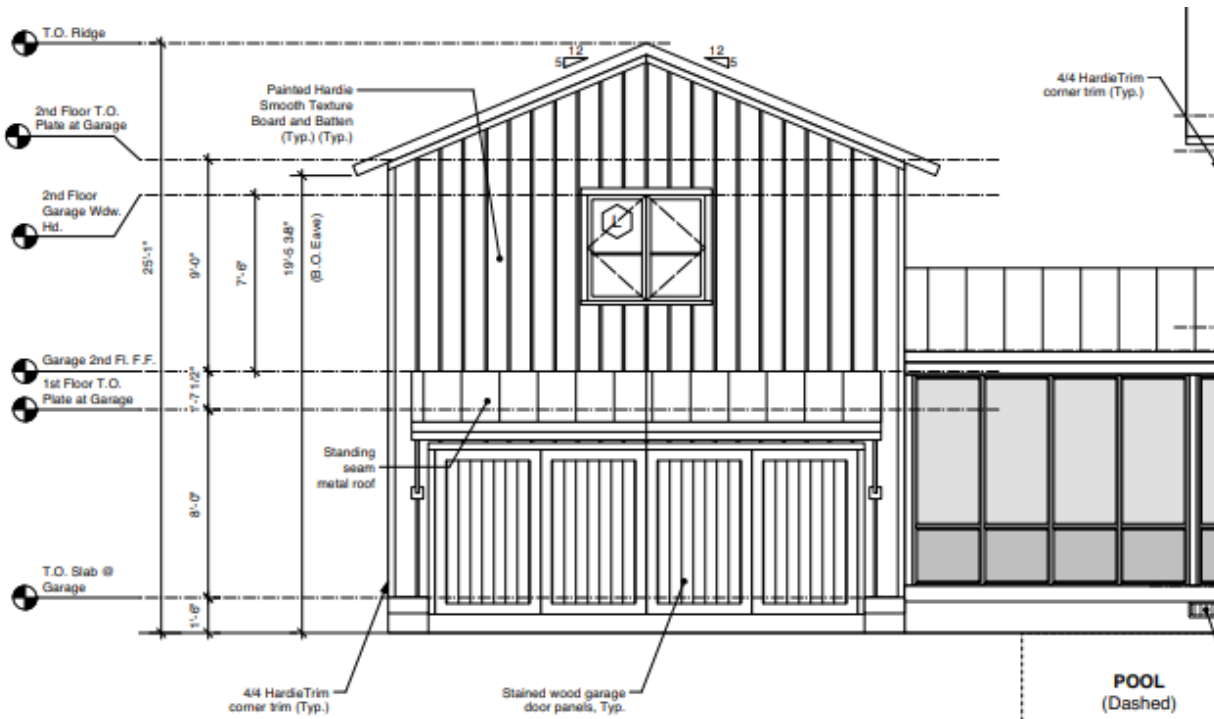 T.O. Ridge
2nd Floor T.O.
Plate at Garage
2nd Floor
Garage Wdw.
Hd.
Garage 2nd Fl. F.F.
1st Floor T.O.
Plate at Garage
T.O. Slab @
Garage
25'-1"
9'-0"
1'-7 1/2"
8'-0"
1'-6"
7'-6"
19'-5 3/8"
(B.O. Eave)
Painted Hardie
Smooth Texture
Board and Batten
(Typ.) (Typ.)
12
5
12
5
L
Standing
seam
metal roof
4/4 HardieTrim
corner trim (Typ.)
4/4 HardieTrim
corner trim (Typ.)
Stained wood garage
door panels, Typ.
POOL
(Dashed)